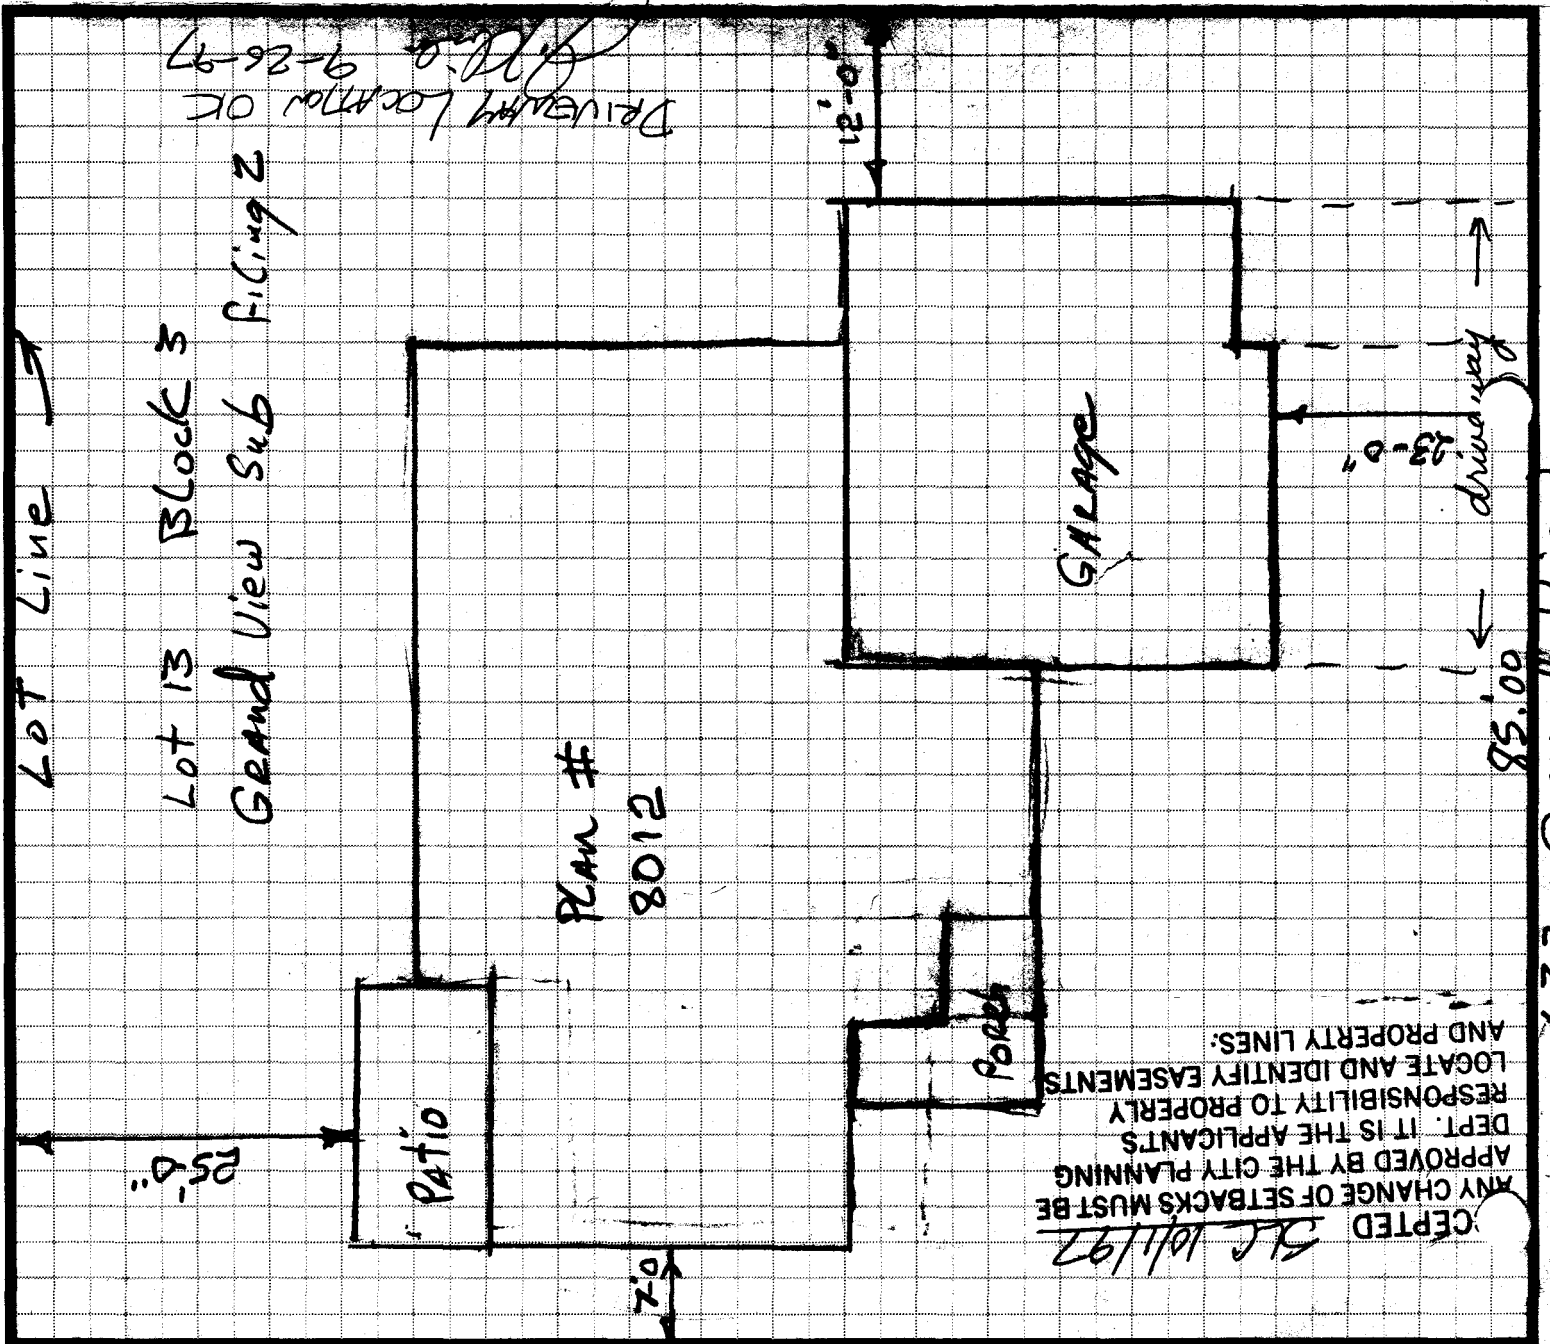 Lot Line
Lot 13 Block 3
GRAnd View Sub Filing 2
DRIVEWAY LOCATION OK
9-26-97
12'-0"
PLAN #
8012
GARAge
23-0"
driveway
85.'00
PAtio
25'-0"
7'-0
PoRch
CEPTED SLC 10/1/97
ANY CHANGE OF SETBACKS MUST BE
APPROVED BY THE CITY PLANNING
DEPT. IT IS THE APPLICANT'S
RESPONSIBILITY TO PROPERLY
LOCATE AND IDENTIFY EASEMENTS
AND PROPERTY LINES.